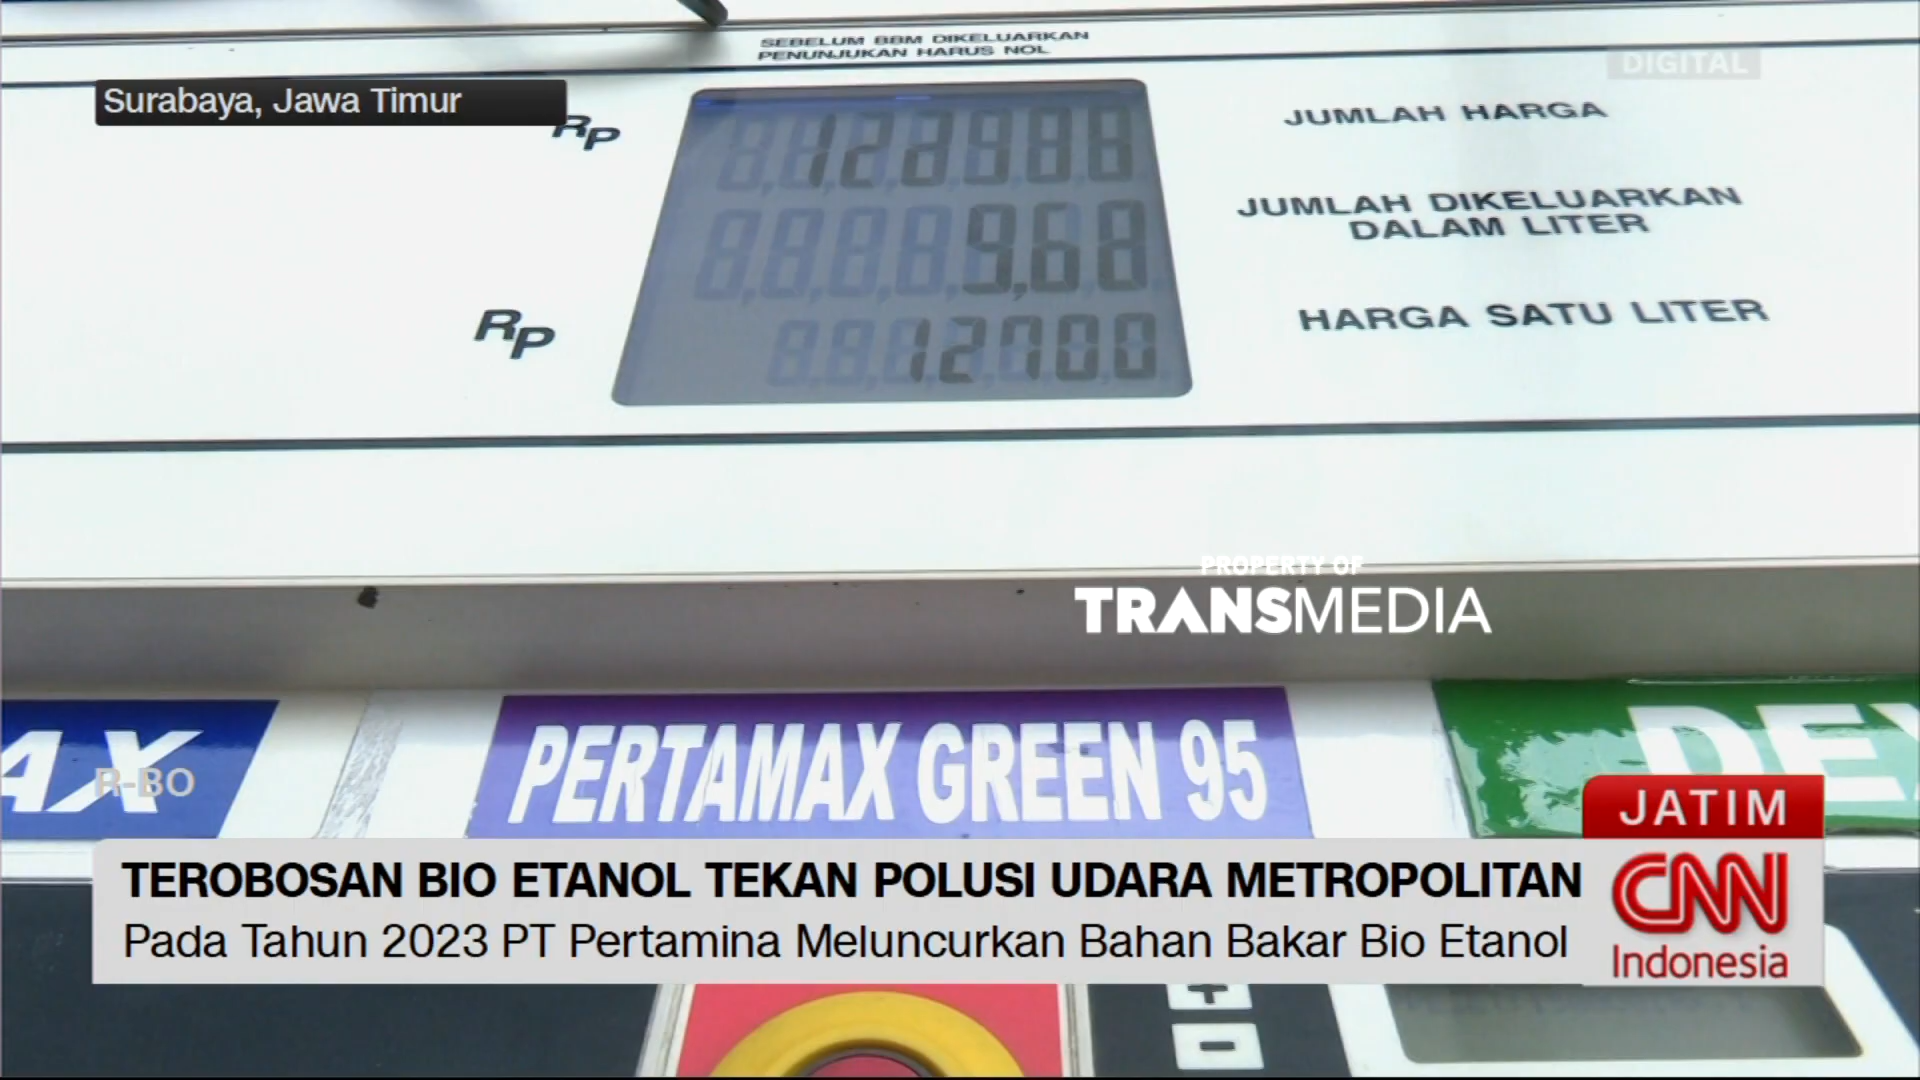 SEBELUM BBM DIKELUARKAN
PENUNJUKAN HARUS NOL
DIGITAL
Surabaya, Jawa Timur
RP
JUMLAH HARGA
9,68
JUMLAH DIKELUARKAN
DALAM LITER
RP
12700
HARGA SATU LITER
PROPERTY OF
TRANSMEDIA
AX
PERTAMAX GREEN 95
DEX
R-BO
JATIM
TEROBOSAN BIO ETANOL TEKAN POLUSI UDARA METROPOLITAN
Pada Tahun 2023 PT Pertamina Meluncurkan Bahan Bakar Bio Etanol
CNN
Indonesia
+
-